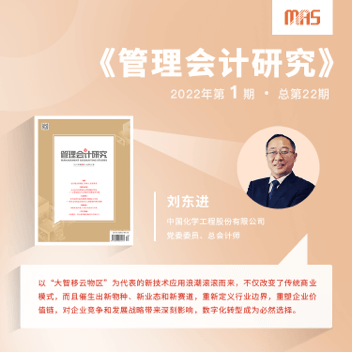 MAS
《管理会计研究》
2022年第1期 • 总第22期
管理会计研究
刘东进
中国化学工程股份有限公司
党委委员、总会计师
以“大智移云物区”为代表的新技术应用浪潮滚滚而来，不仅改变了传统商业
模式，而且催生出新物种、新业态和新赛道，重新定义行业边界，重塑企业价
值链，对企业竞争和发展战略带来深刻影响，数字化转型成为必然选择。